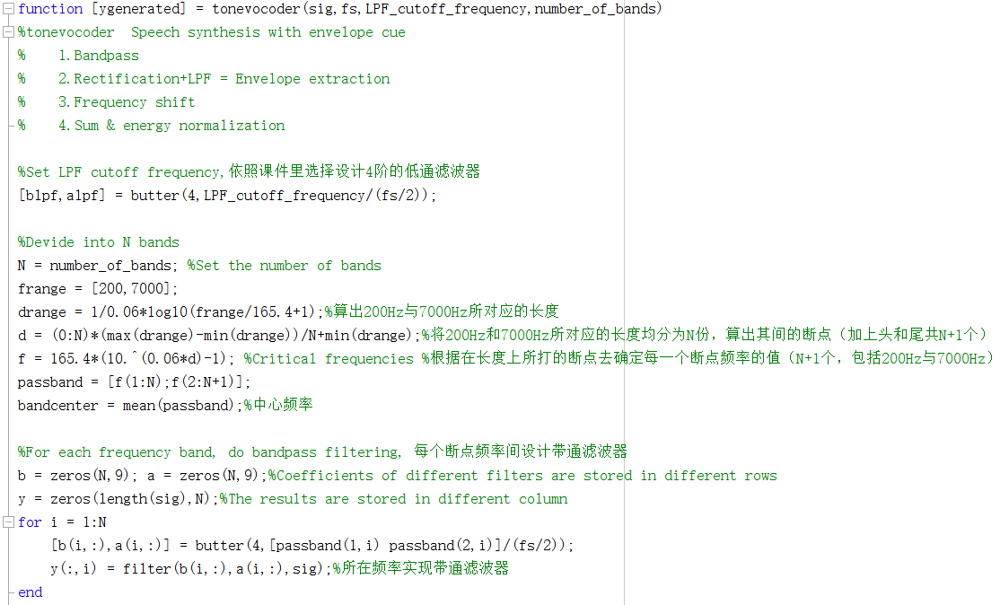 function [ygenerated] = tonevocoder(sig,fs,LPF_cutoff_frequency,number_of_bands)
%tonevocoder  Speech synthesis with envelope cue
%    1.Bandpass
%    2.Rectification+LPF = Envelope extraction
%    3.Frequency shift
%    4.Sum & energy normalization
%Set LPF cutoff frequency,依照课件里选择设计4阶的低通滤波器
[blpf,alpf] = butter(4,LPF_cutoff_frequency/(fs/2));
%Devide into N bands
N = number_of_bands; %Set the number of bands
frange = [200,7000];
drange = 1/0.06*log10(frange/165.4+1);%算出200Hz与7000Hz所对应的长度
d = (0:N)*(max(drange)-min(drange))/N+min(drange);%将200Hz和7000Hz所对应的长度均分为N份，算出其间的断点（加上头和尾共N+1个）
f = 165.4*(10.^(0.06*d)-1); %Critical frequencies %根据在长度上所打的断点去确定每一个断点频率的值（N+1个，包括200Hz与7000Hz）
passband = [f(1:N);f(2:N+1)];
bandcenter = mean(passband);%中心频率
%For each frequency band, do bandpass filtering, 每个断点频率间设计带通滤波器
b = zeros(N,9); a = zeros(N,9);%Coefficients of different filters are stored in different rows
y = zeros(length(sig),N);%The results are stored in different column
for i = 1:N
    [b(i,:),a(i,:)] = butter(4,[passband(1,i) passband(2,i)]/(fs/2));
    y(:,i) = filter(b(i,:),a(i,:),sig);%所在频率实现带通滤波器
end